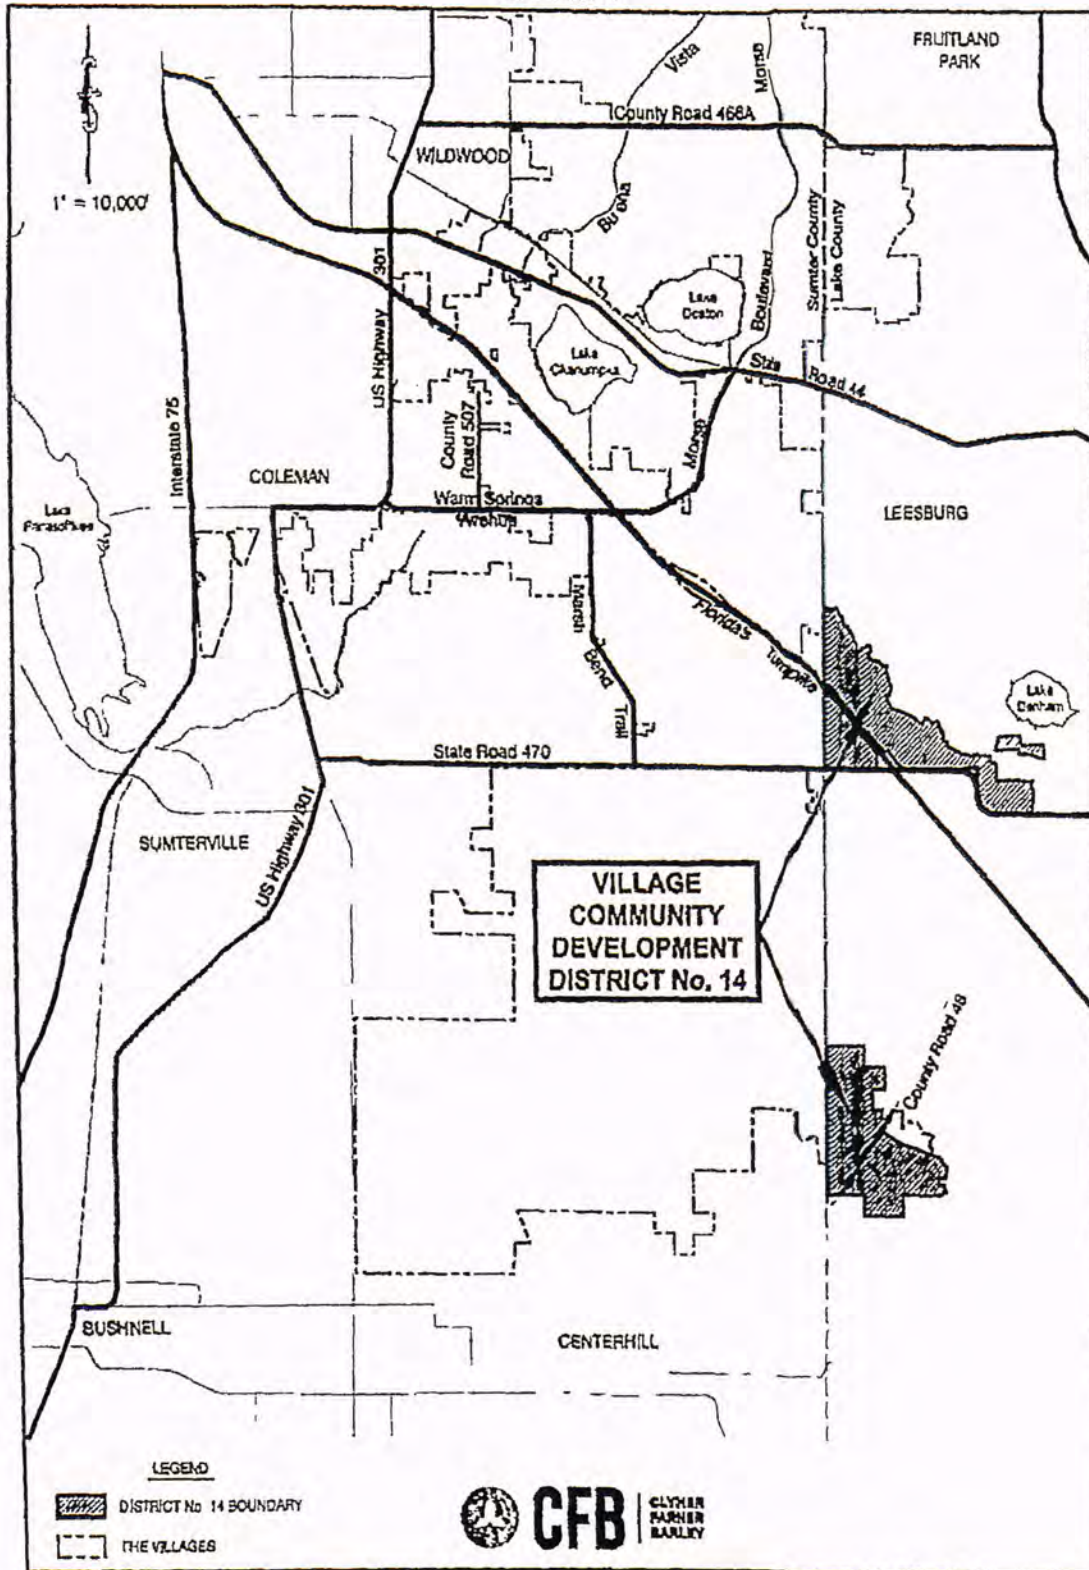 FRUITLAND
PARK
Vista
Morse
County Road 466A
WILDWOOD
1" = 10,000'
Buena
Sumter County
Lake County
US Highway 301
Boulevard
Lake
Deaton
Lake
Okahumpka
State Road 44
Interstate 75
County
Road 507
Morse
COLEMAN
Warm Springs
Avenue
Lake
Panasoffkee
LEESBURG
Marsh
Bend
Trail
Florida's
Turnpike
Lake
Denham
State Road 470
SUMTERVILLE
US Highway 301
VILLAGE
COMMUNITY
DEVELOPMENT
DISTRICT No. 14
County Road 48
BUSHNELL
CENTERHILL
LEGEND
DISTRICT No 14 BOUNDARY
THE VILLAGES
CFB
CLYMER
FARNER
BARLEY